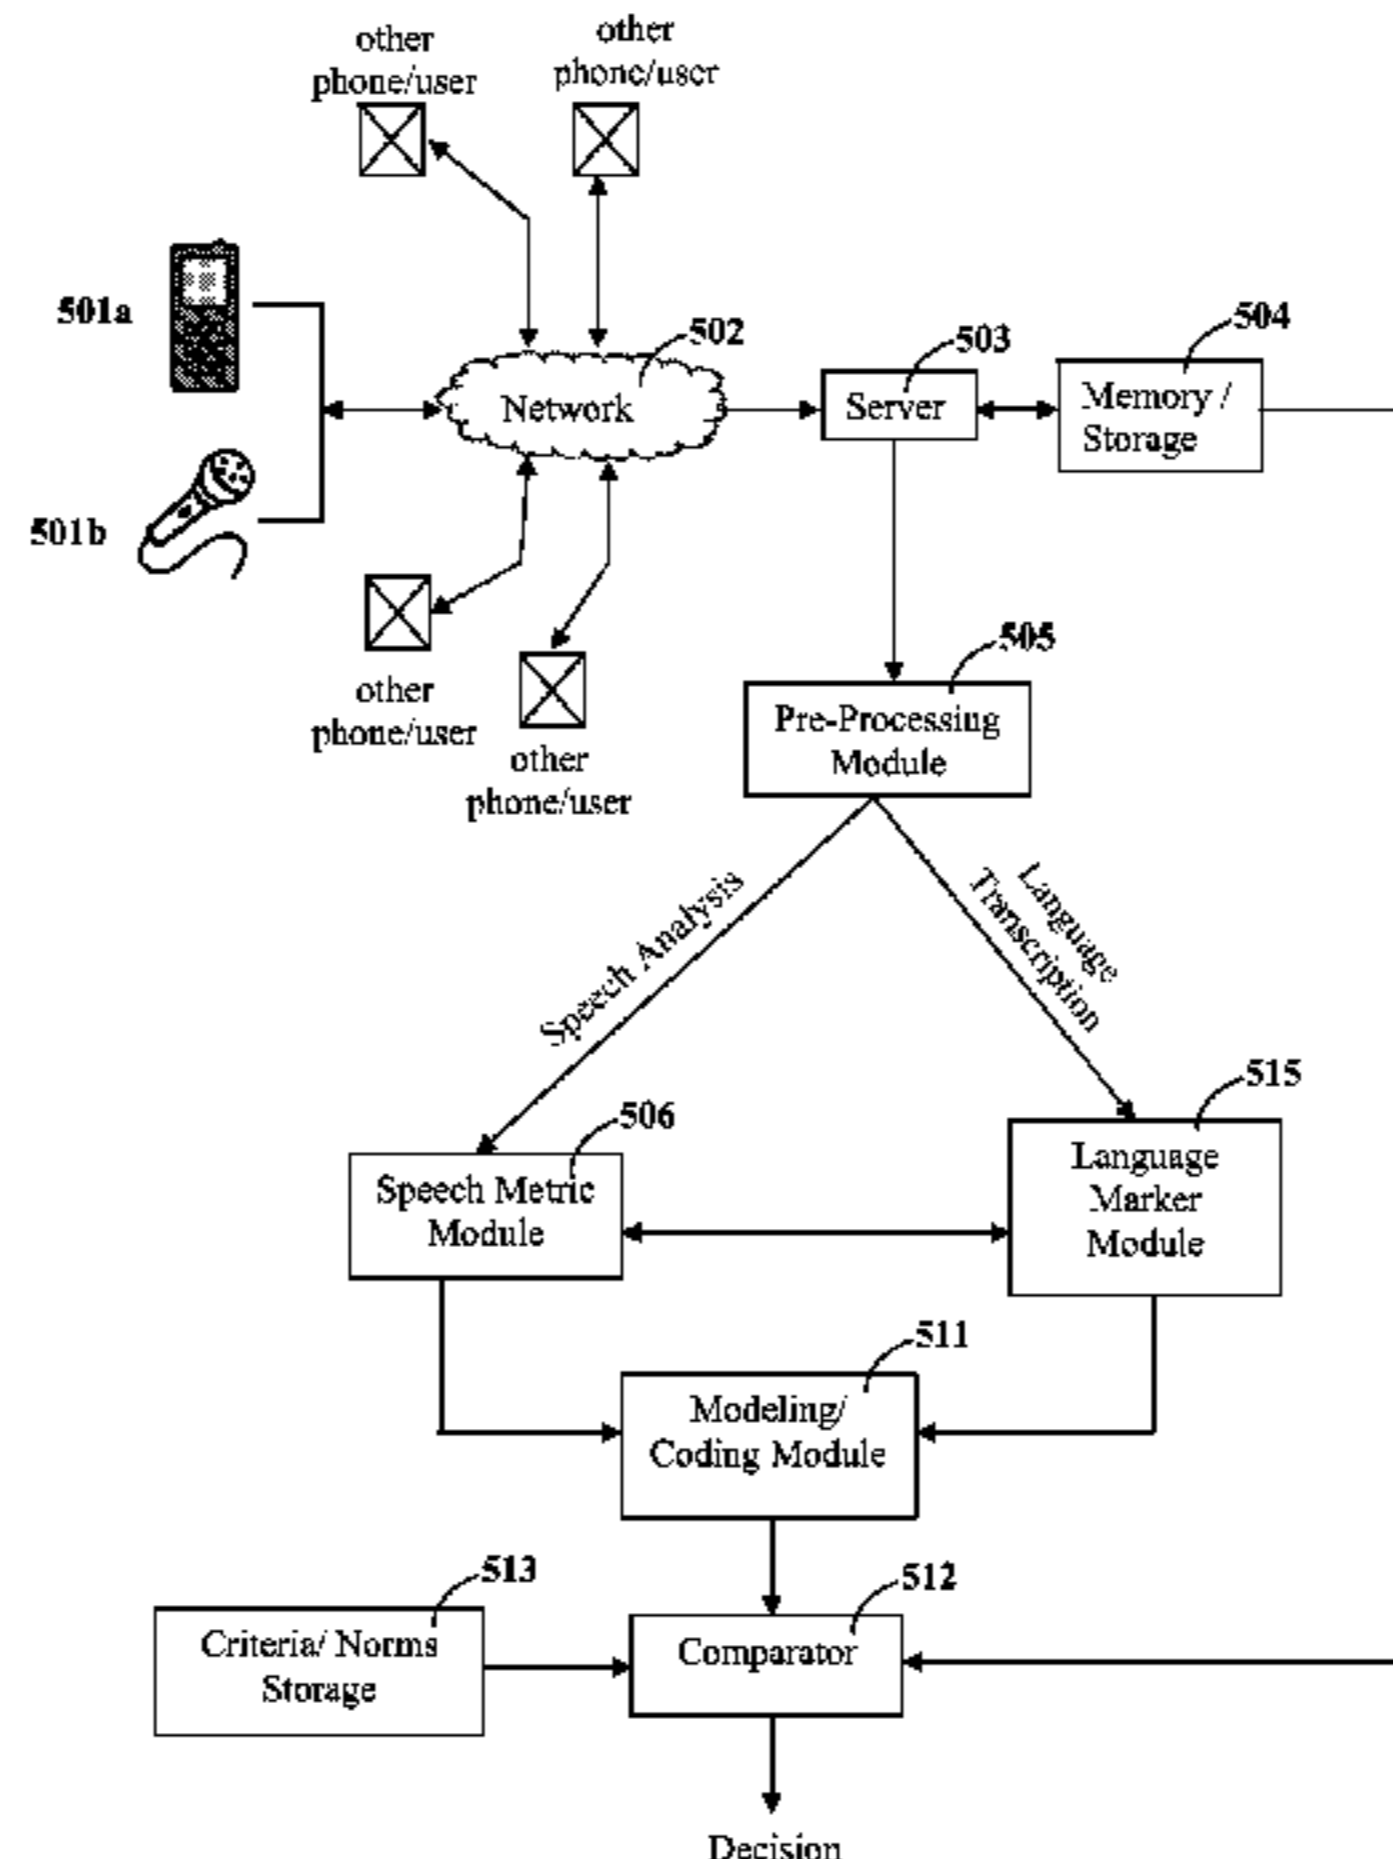 other
phone/user
other
phone/user
501a
502
503
504
Network
Server
Memory /
Storage
501b
505
other
phone/user
other
phone/user
Pre-Processing
Module
Speech Analysis
Language
Transcription
515
506
Language
Marker
Module
Speech Metric
Module
511
Modeling/
Coding Module
513
512
Criteria/ Norms
Storage
Comparator
Decision